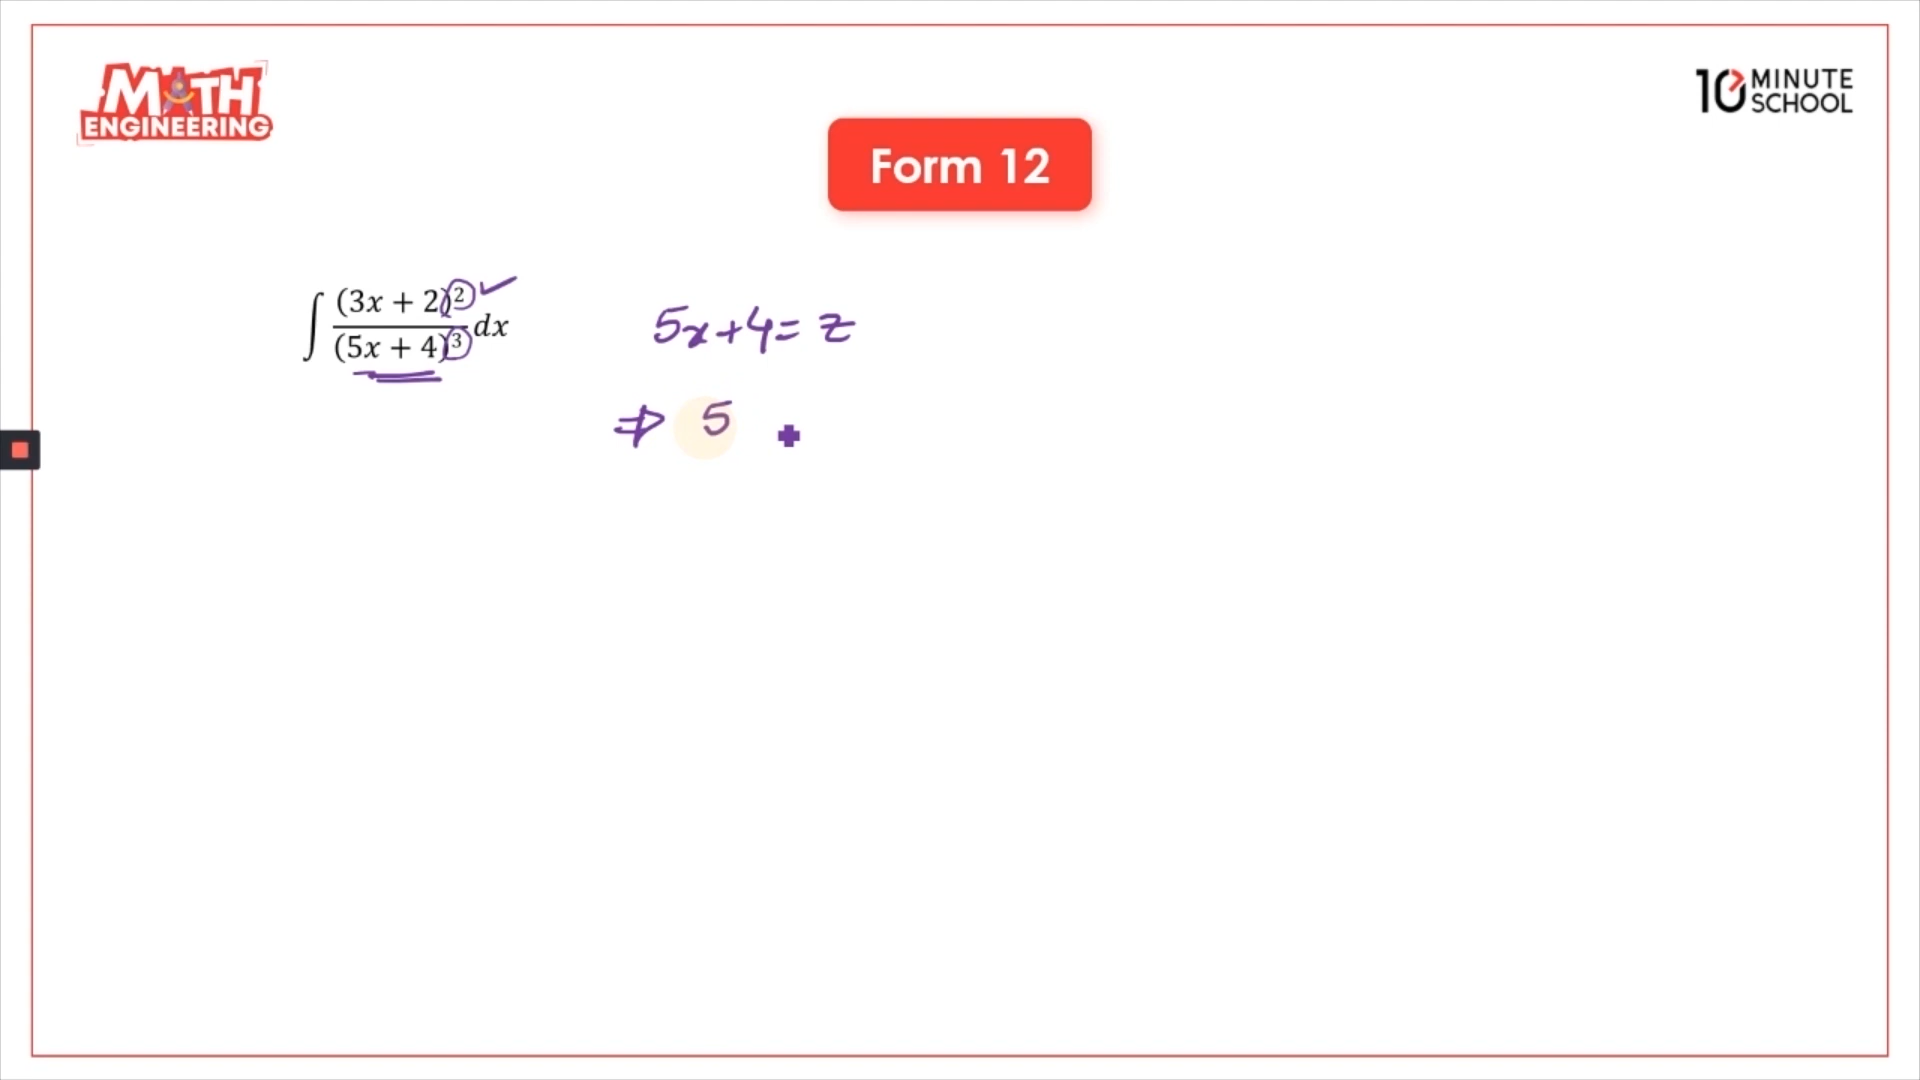 MATH
ENGINEERING
10 MINUTE
SCHOOL
Form 12
∫ (3x + 2)² / (5x + 4)³ dx
5x+4= z
⇒ 5